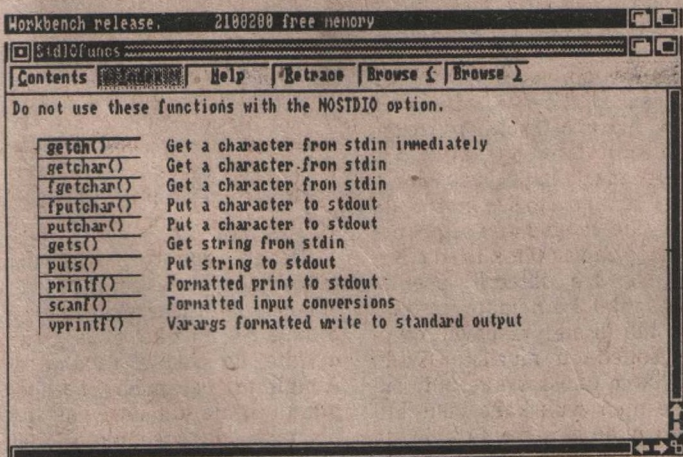 Workbench release. 2100200 free memory
StdIOfuncs
Contents Index Help Retrace Browse < Browse >
Do not use these functions with the NOSTDIO option.
getch() Get a character from stdin immediately
getchar() Get a character from stdin
fgetchar() Get a character from stdin
fputchar() Put a character to stdout
putchar() Put a character to stdout
gets() Get string from stdin
puts() Put string to stdout
printf() Formatted print to stdout
scanf() Formatted input conversions
vprintf() Varargs formatted write to standard output